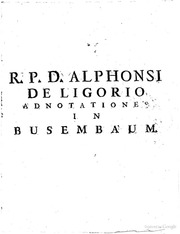 R. P. D. ALPHONSI
DE LIGORIO
ADNOTATIONES
IN
BUSEMBAUM.